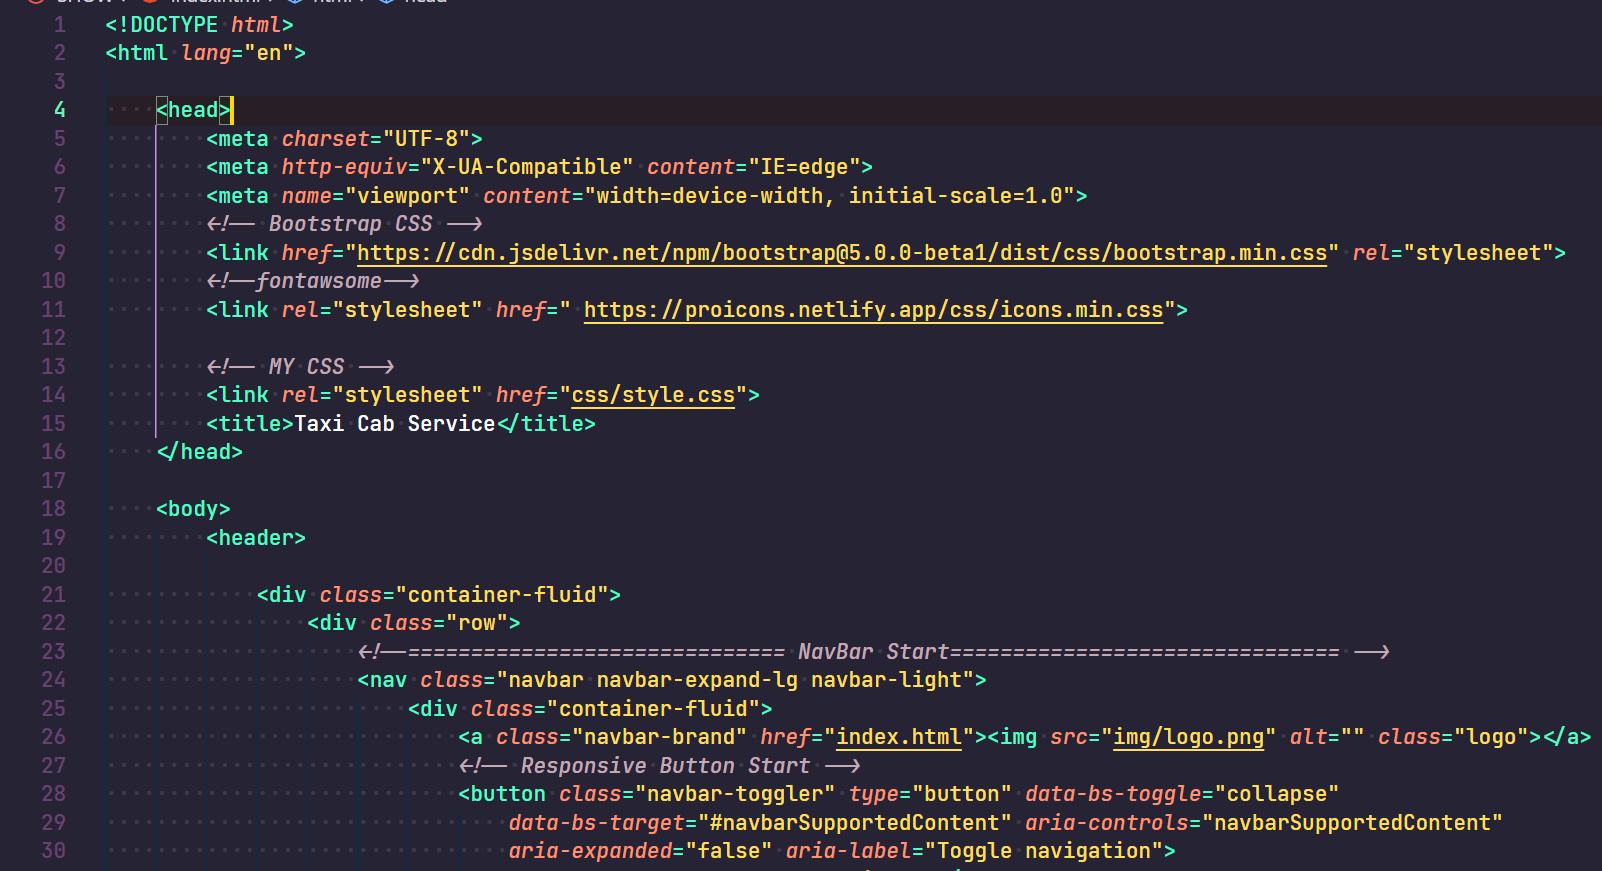 1 <!DOCTYPE html>
2 <html lang="en">
3
4 <head>
5 <meta charset="UTF-8">
6 <meta http-equiv="X-UA-Compatible" content="IE=edge">
7 <meta name="viewport" content="width=device-width, initial-scale=1.0">
8 <!-- Bootstrap CSS -->
9 <link href="https://cdn.jsdelivr.net/npm/bootstrap@5.0.0-beta1/dist/css/bootstrap.min.css" rel="stylesheet">
10 <!--fontawsome-->
11 <link rel="stylesheet" href=" https://proicons.netlify.app/css/icons.min.css">
12
13 <!-- MY CSS -->
14 <link rel="stylesheet" href="css/style.css">
15 <title>Taxi Cab Service</title>
16 </head>
17
18 <body>
19 <header>
20
21 <div class="container-fluid">
22 <div class="row">
23 <!--============================== NavBar Start=============================== -->
24 <nav class="navbar navbar-expand-lg navbar-light">
25 <div class="container-fluid">
26 <a class="navbar-brand" href="index.html"><img src="img/logo.png" alt="" class="logo"></a>
27 <!-- Responsive Button Start -->
28 <button class="navbar-toggler" type="button" data-bs-toggle="collapse"
29 data-bs-target="#navbarSupportedContent" aria-controls="navbarSupportedContent"
30 aria-expanded="false" aria-label="Toggle navigation">